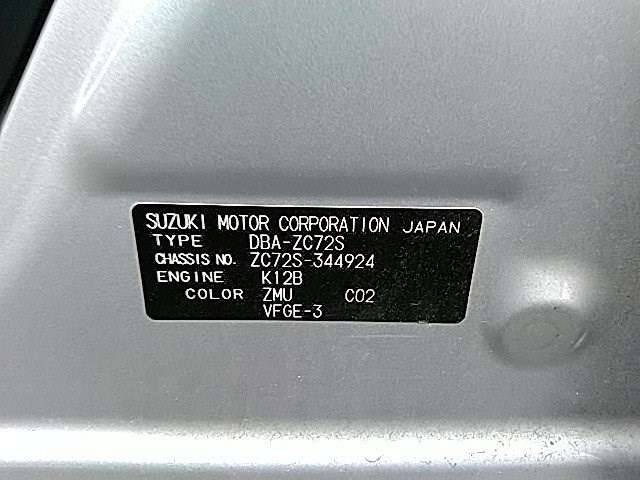 SUZUKI MOTOR CORPORATION JAPAN
TYPE DBA-ZC72S
CHASSIS NO. ZC72S-344924
ENGINE K12B
COLOR ZMU C02
VFGE-3